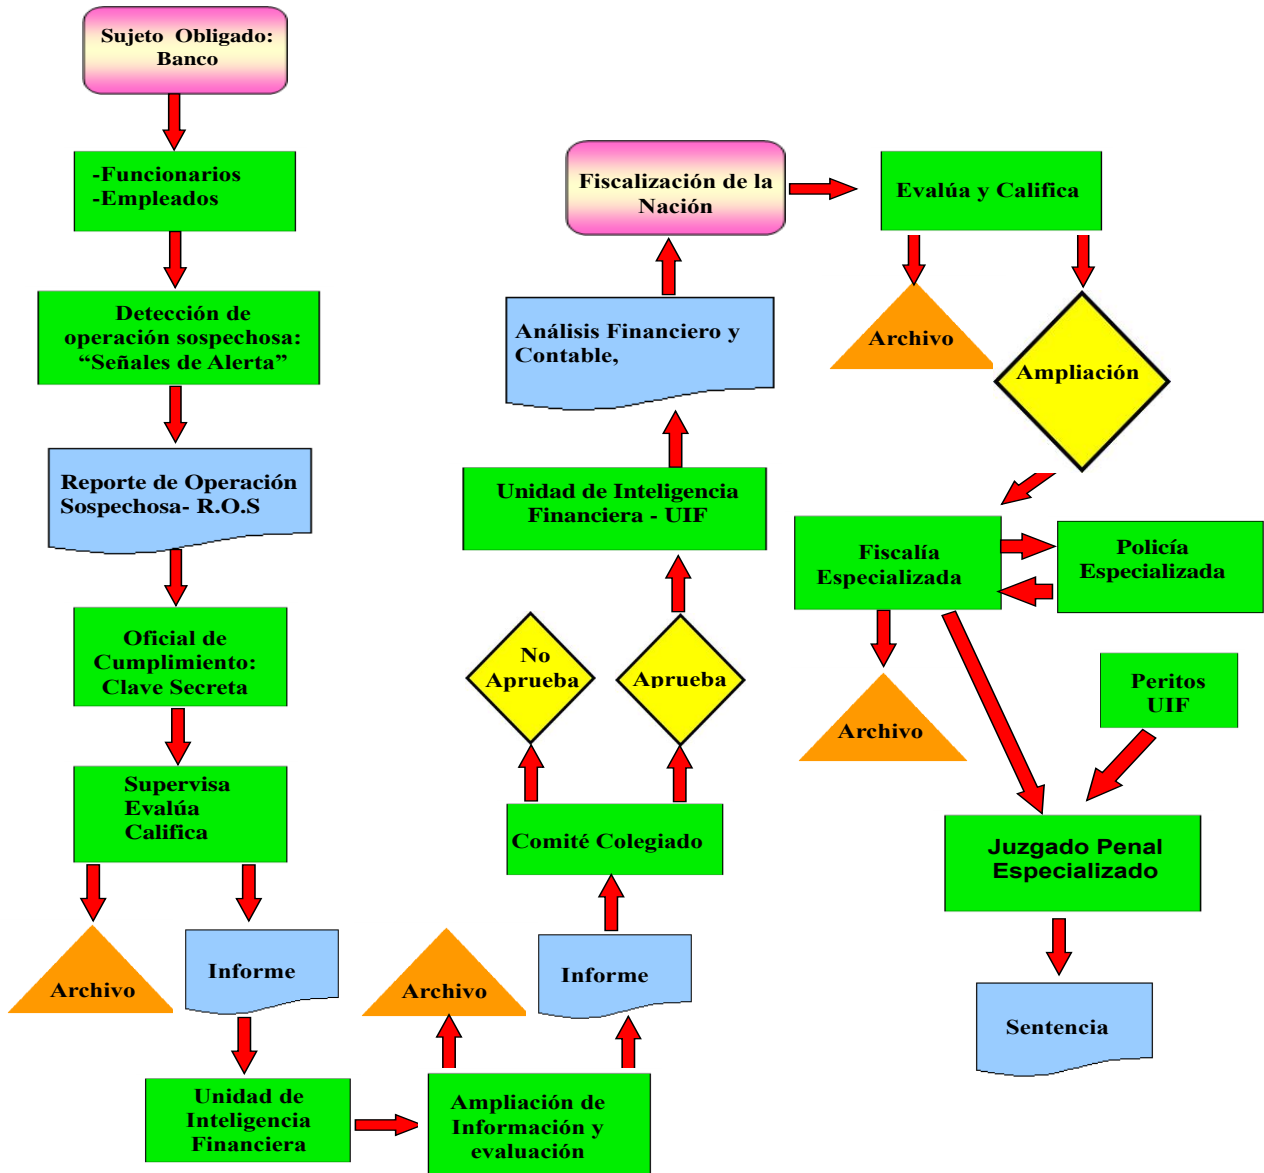 Sujeto Obligado:
Banco
-Funcionarios
-Empleados
Detección de
operación sospechosa:
“Señales de Alerta”
Reporte de Operación
Sospechosa- R.O.S
Oficial de
Cumplimiento:
Clave Secreta
Supervisa
Evalúa
Califica
Archivo
Informe
Unidad de
Inteligencia
Financiera
Ampliación de
Información y
evaluación
Archivo
Informe
Comité Colegiado
No
Aprueba
Aprueba
Unidad de Inteligencia
Financiera - UIF
Análisis Financiero y
Contable,
Fiscalización de la
Nación
Evalúa y Califica
Archivo
Ampliación
Fiscalía
Especializada
Policía
Especializada
Archivo
Peritos
UIF
Juzgado Penal
Especializado
Sentencia